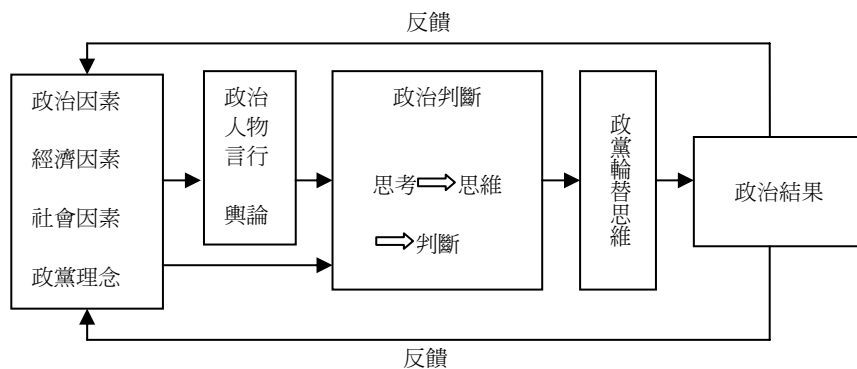 反饋
政治因素
經濟因素
社會因素
政黨理念
政治
人物
言行
輿論
政治判斷
思考⇨思維
⇨判斷
政黨輪替思維
政治結果
反饋